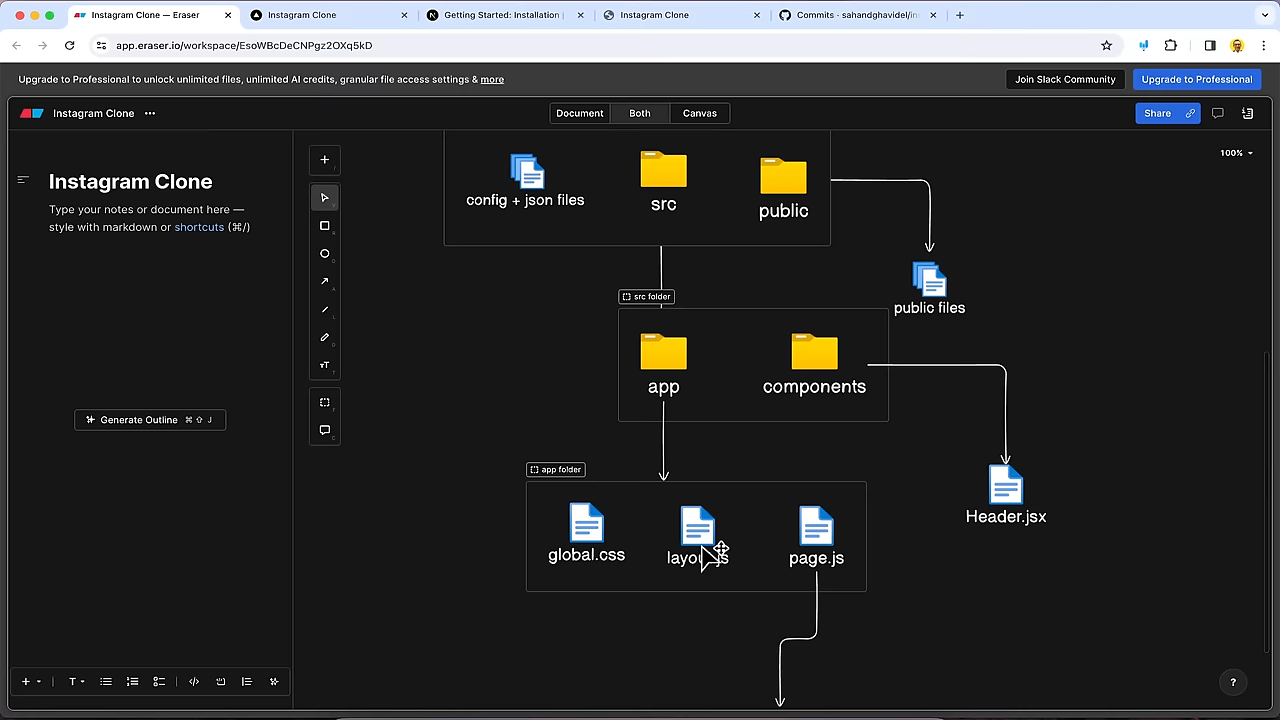 Instagram Clone — Eraser
Instagram Clone
Getting Started: Installation |
Instagram Clone
Commits · sahandghavidel/in
app.eraser.io/workspace/EsoWBcDeCNPgz2OXq5kD
Upgrade to Professional to unlock unlimited files, unlimited AI credits, granular file access settings & more
Join Slack Community
Upgrade to Professional
Instagram Clone
Document
Both
Canvas
Share
100%
Instagram Clone
Type your notes or document here —
style with markdown or shortcuts (⌘/)
Generate Outline ⌘ ⇧ J
config + json files
src
public
public files
src folder
app
components
Header.jsx
app folder
global.css
layout.js
page.js